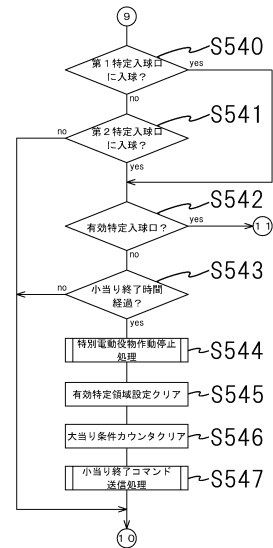 9
第1特定入球口
に入球?
S540
yes
no
第2特定入球口
に入球?
S541
no
yes
有効特定入球口?
S542
yes
11
no
小当り終了時間
経過?
S543
no
yes
特別電動役物作動停止
処理
S544
有効特定領域設定クリア
S545
大当り条件カウンタクリア
S546
小当り終了コマンド
送信処理
S547
10